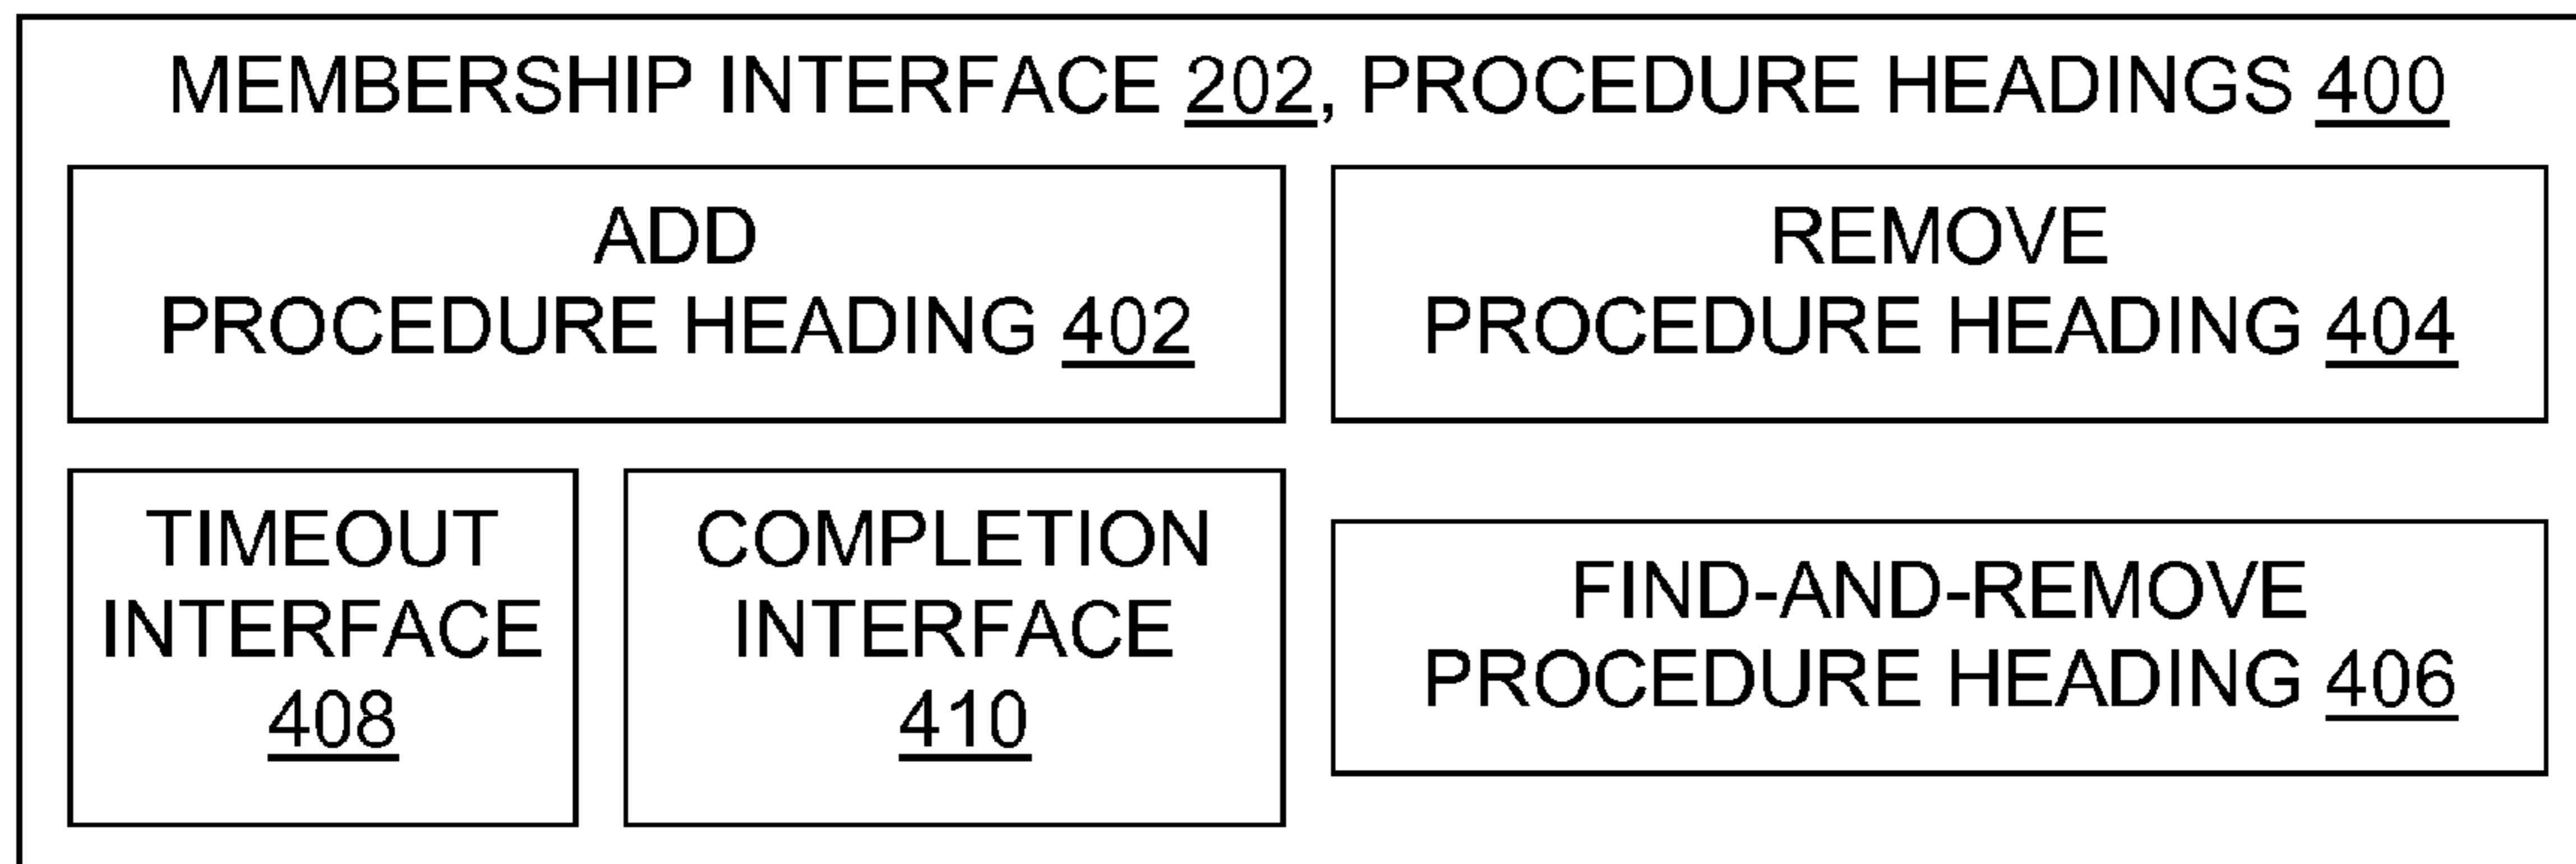 MEMBERSHIP INTERFACE 202, PROCEDURE HEADINGS 400
ADD
PROCEDURE HEADING 402
REMOVE
PROCEDURE HEADING 404
TIMEOUT
INTERFACE
408
COMPLETION
INTERFACE
410
FIND-AND-REMOVE
PROCEDURE HEADING 406